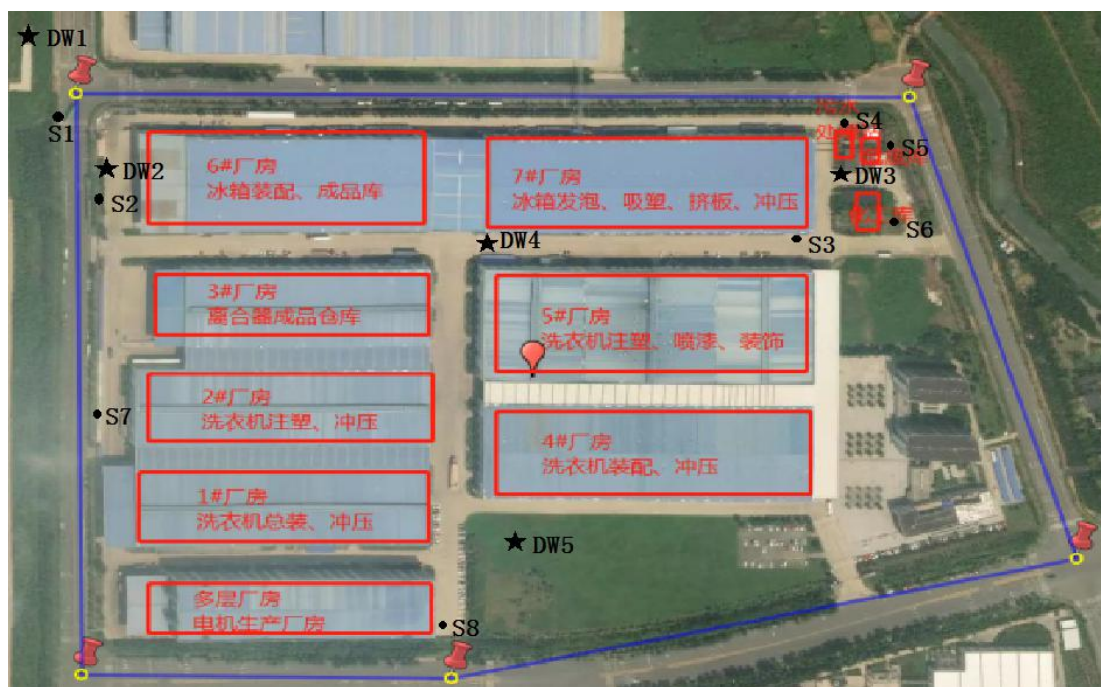 DW1
S1
S4
处
S5
6#厂房
冰箱装配、成品库
7#厂房
冰箱发泡、吸塑、挤板、冲压
DW2
DW3
S2
库
S6
DW4
S3
3#厂房
离合器成品仓库
5#厂房
洗衣机注塑、喷漆、装饰
2#厂房
洗衣机注塑、冲压
S7
4#厂房
洗衣机装配、冲压
1#厂房
洗衣机总装、冲压
DW5
多层厂房
电机生产厂房
S8